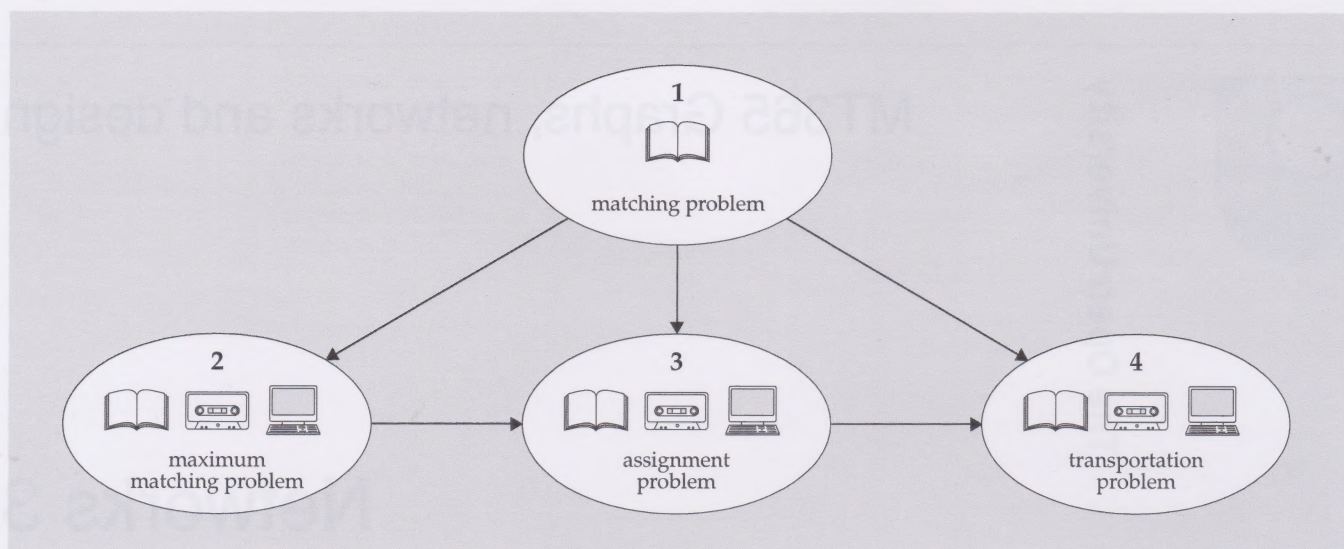 1
matching problem
2
maximum
matching problem
3
assignment
problem
4
transportation
problem
MT365 Graphs, networks and design
Networks 3